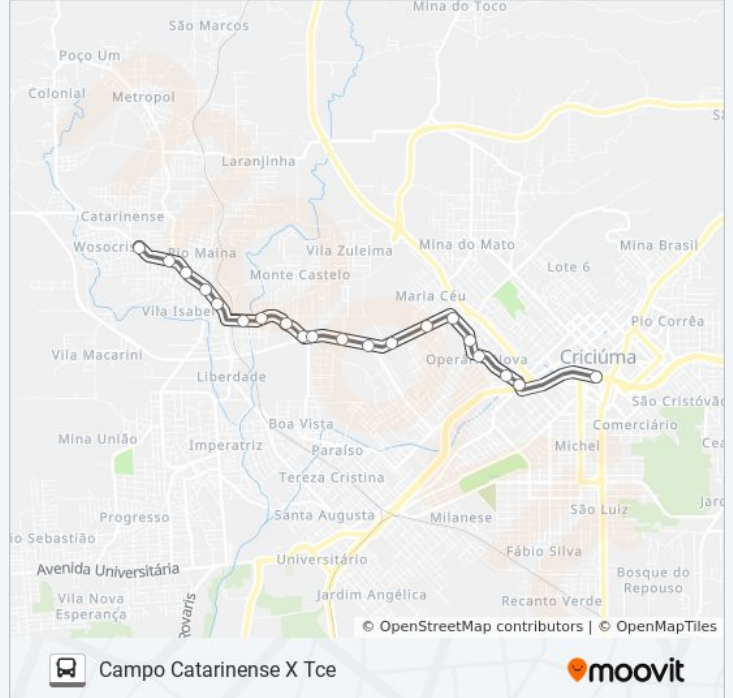 Mina do Toco
São Marcos
Poço Um
Colonial
Metropol
Laranjinha
Catarinense
Rio Maina
Vila Zuleima
Mina do Mato
Mina Brasil
Monte Castelo
Lote 6
Maria Céu
Vila Isabel
Pio Corrêa
Vila Macarini
Operária Nova
Criciúma
Liberdade
São Cristóvão
Boa Vista
Comerciário
Mina União
Imperatriz
Paraíso
Michel
Tereza Cristina
Progresso
Santa Augusta
Milanese
São Luiz
io Sebastião
Fábio Silva
Universitário
Avenida Universitária
Bosque do
Repouso
Jardim Angélica
Vila Nova
Esperança
Recanto Verde
© OpenStreetMap contributors | © OpenMapTiles
Campo Catarinense X Tce
moovit